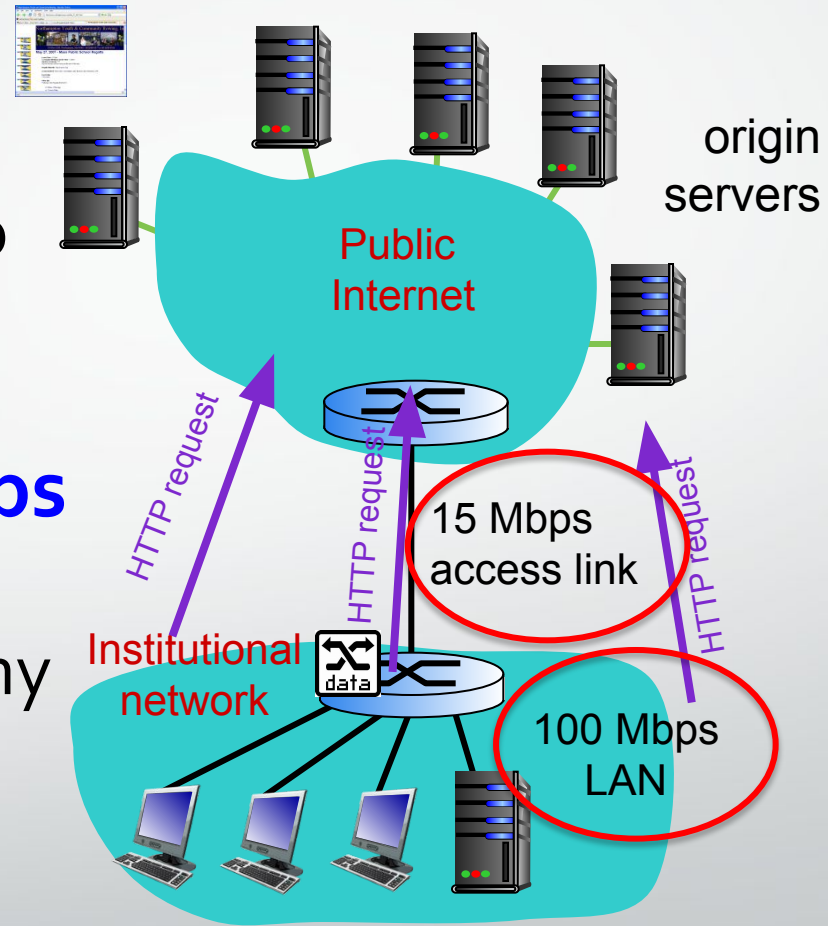 origin
servers
Public
Internet
HTTP request
HTTP request
HTTP request
15 Mbps
access link
Institutional
network
data
100 Mbps
LAN